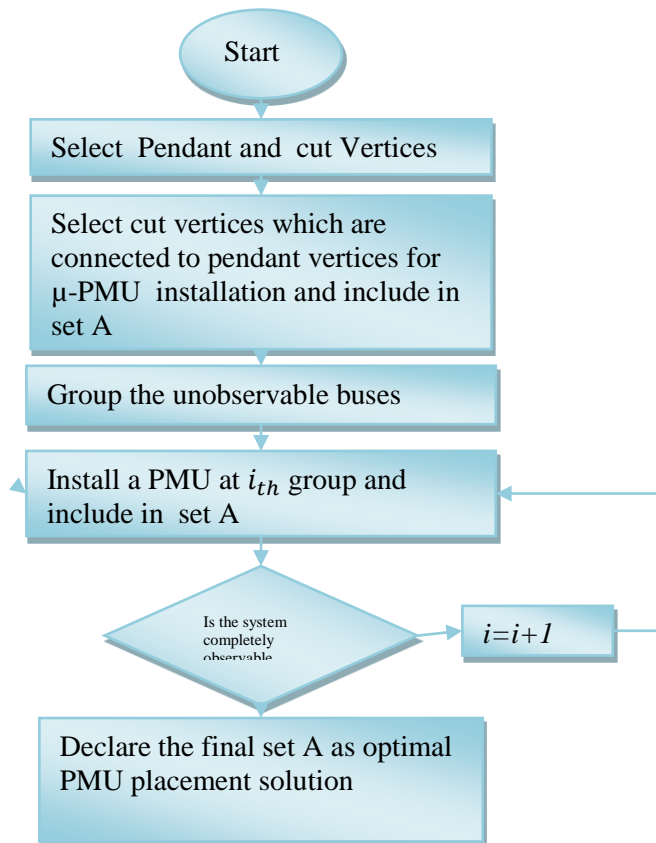 Start
Select Pendant and cut Vertices
Select cut vertices which are
connected to pendant vertices for
µ-PMU installation and include in
set A
Group the unobservable buses
Install a PMU at i_th group and
include in set A
Is the system
completely
observable
i=i+1
Declare the final set A as optimal
PMU placement solution